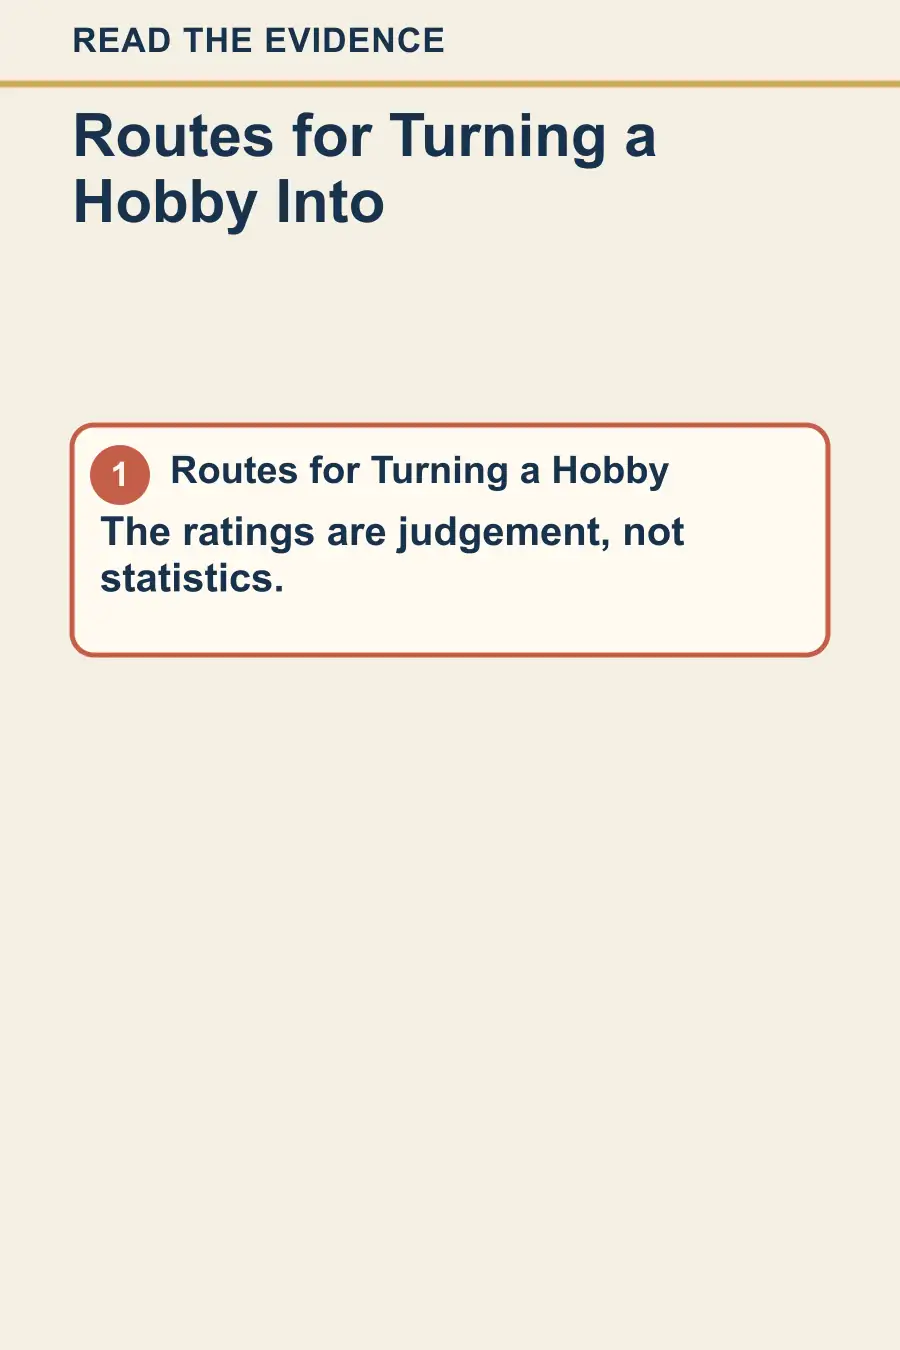 READ THE EVIDENCE
Routes for Turning a
Hobby Into
1 Routes for Turning a Hobby
The ratings are judgement, not
statistics.